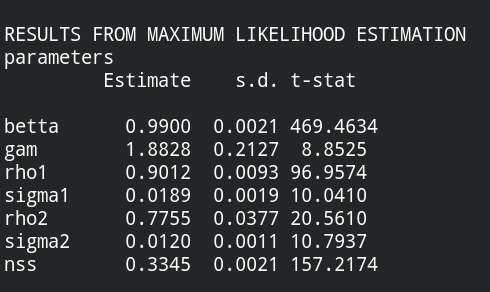 RESULTS FROM MAXIMUM LIKELIHOOD ESTIMATION
parameters
Estimate s.d. t-stat
betta 0.9900 0.0021 469.4634
gam 1.8828 0.2127 8.8525
rho1 0.9012 0.0093 96.9574
sigma1 0.0189 0.0019 10.0410
rho2 0.7755 0.0377 20.5610
sigma2 0.0120 0.0011 10.7937
nss 0.3345 0.0021 157.2174